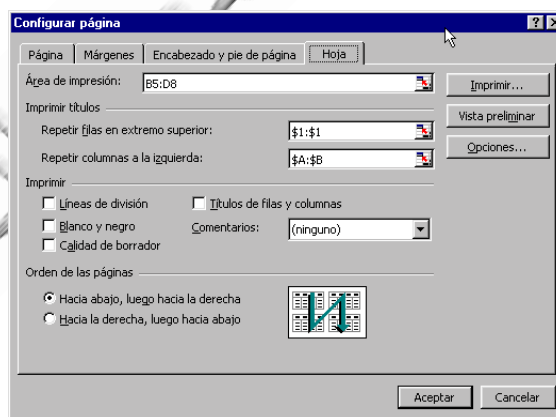 Configurar página
Página Márgenes Encabezado y pie de página Hoja
Área de impresión: B5:D8 Imprimir...
Imprimir títulos Vista preliminar
Repetir filas en extremo superior: $1:$1 Opciones...
Repetir columnas a la izquierda: $A:$B
Imprimir
Líneas de división Títulos de filas y columnas
Blanco y negro Comentarios: (ninguno)
Calidad de borrador
Orden de las páginas
Hacia abajo, luego hacia la derecha
Hacia la derecha, luego hacia abajo
Aceptar Cancelar